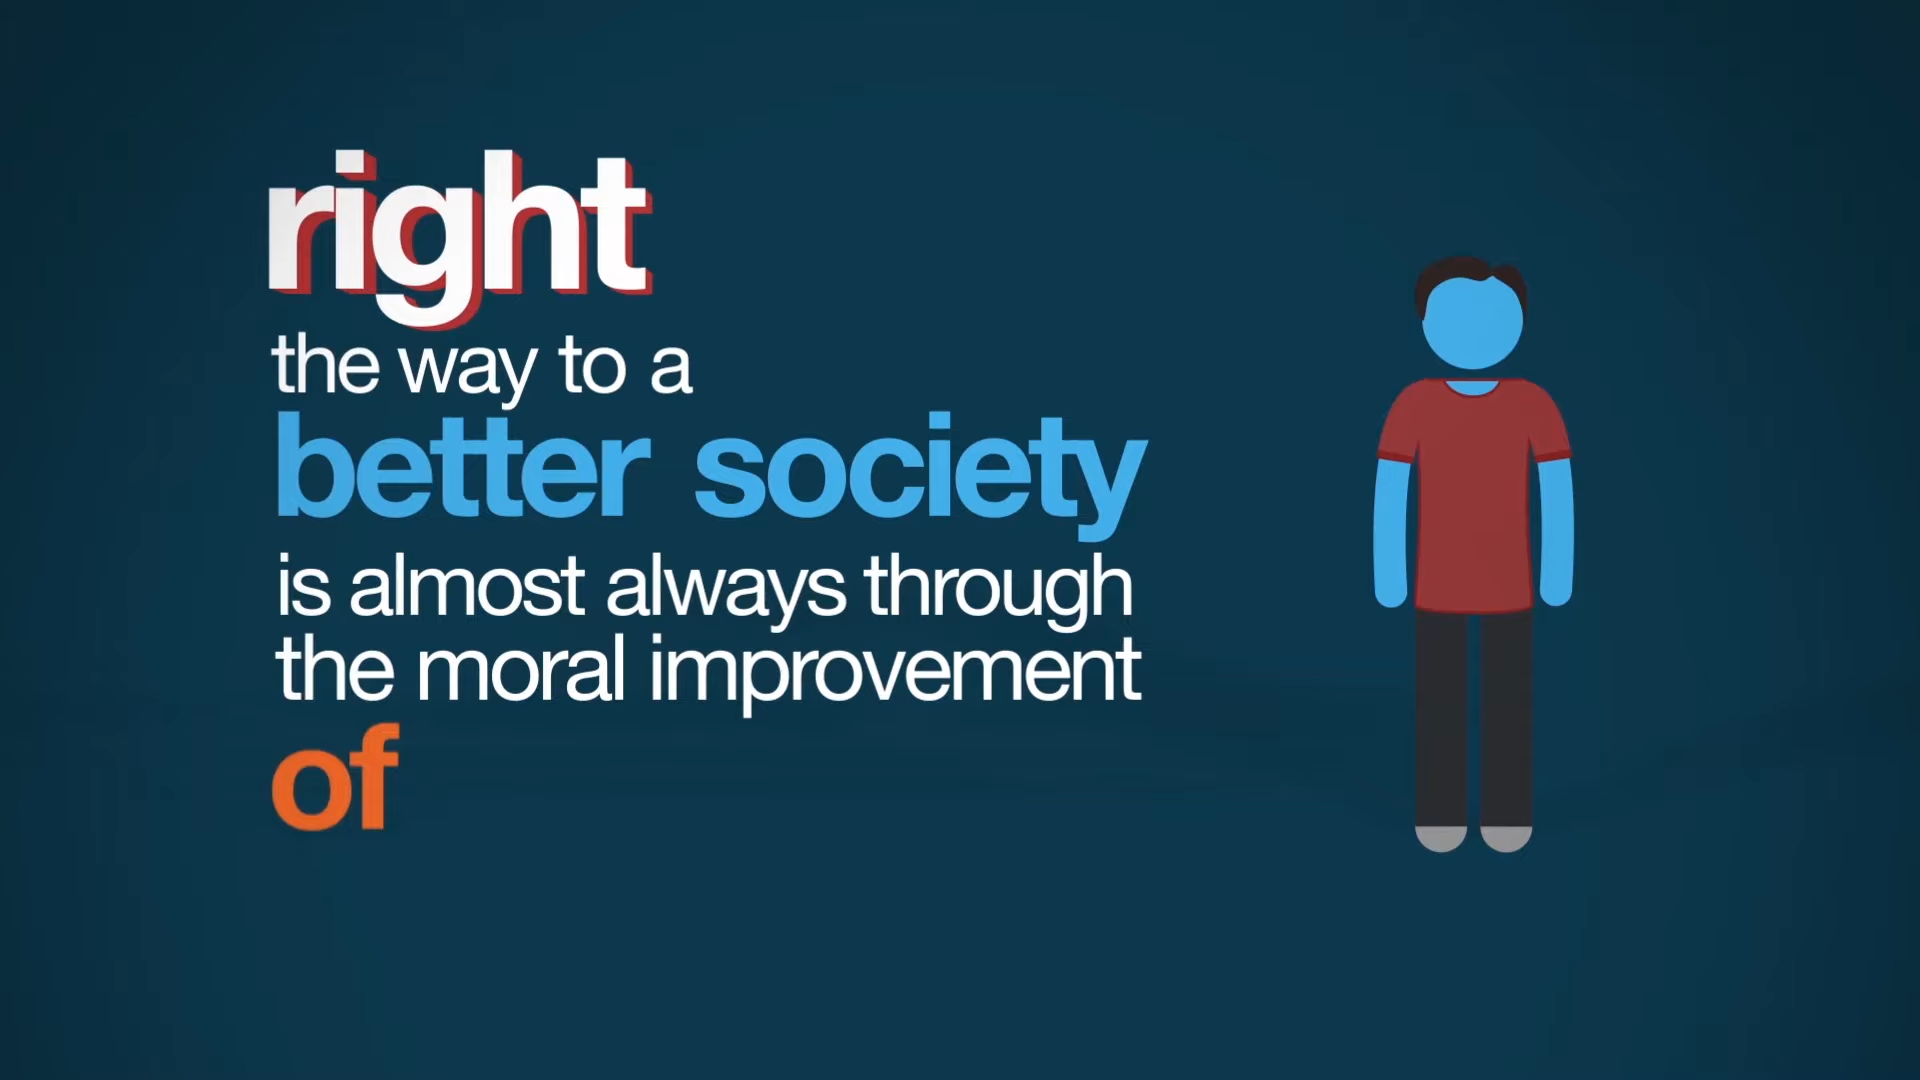 right
the way to a
better society
is almost always through
the moral improvement
of